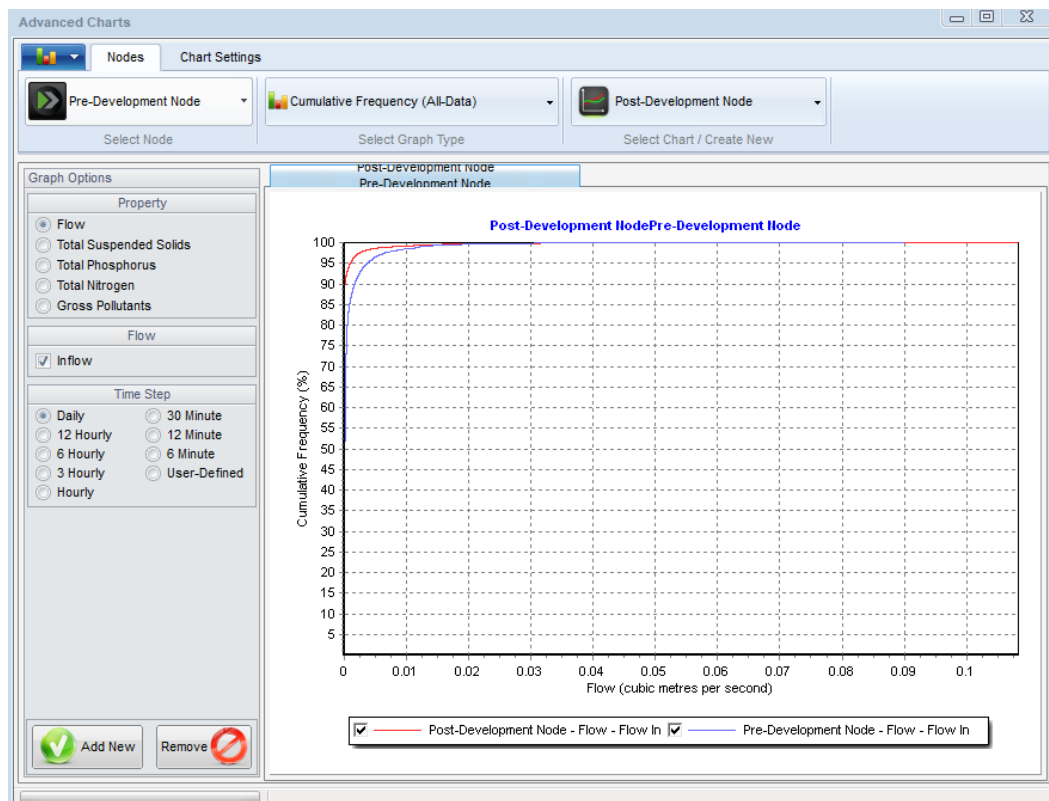 Advanced Charts
Nodes Chart Settings
Pre-Development Node Cumulative Frequency (All-Data) Post-Development Node
Select Node Select Graph Type Select Chart / Create New
Graph Options
Property
Flow
Total Suspended Solids
Total Phosphorus
Total Nitrogen
Gross Pollutants
Flow
Inflow
Time Step
Daily 30 Minute
12 Hourly 12 Minute
6 Hourly 6 Minute
3 Hourly User-Defined
Hourly
Add New Remove
Post-Development Node
Pre-Development Node
Post-Development NodePre-Development Node
Cumulative Frequency (%)
100
95
90
85
80
75
70
65
60
55
50
45
40
35
30
25
20
15
10
5
0 0.01 0.02 0.03 0.04 0.05 0.06 0.07 0.08 0.09 0.1
Flow (cubic metres per second)
Post-Development Node - Flow - Flow In Pre-Development Node - Flow - Flow In